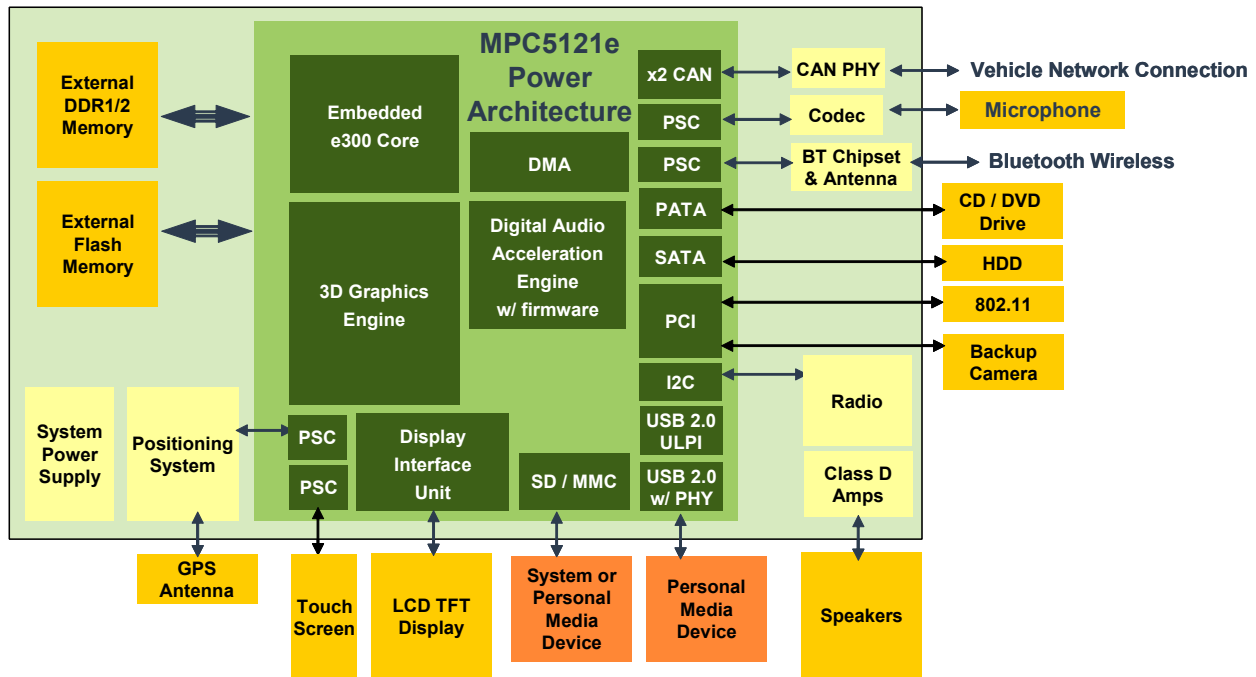 MPC5121e
Power
Architecture
External
DDR1/2
Memory
External
Flash
Memory
Embedded
e300 Core
DMA
3D Graphics
Engine
Digital Audio
Acceleration
Engine
w/ firmware
x2 CAN
PSC
PSC
PATA
SATA
PCI
I2C
USB 2.0
ULPI
USB 2.0
w/ PHY
CAN PHY
Codec
BT Chipset
& Antenna
Vehicle Network Connection
Microphone
Bluetooth Wireless
CD / DVD
Drive
HDD
802.11
Backup
Camera
Radio
Class D
Amps
System
Power
Supply
Positioning
System
PSC
PSC
Display
Interface
Unit
SD / MMC
GPS
Antenna
Touch
Screen
LCD TFT
Display
System or
Personal
Media
Device
Personal
Media
Device
Speakers